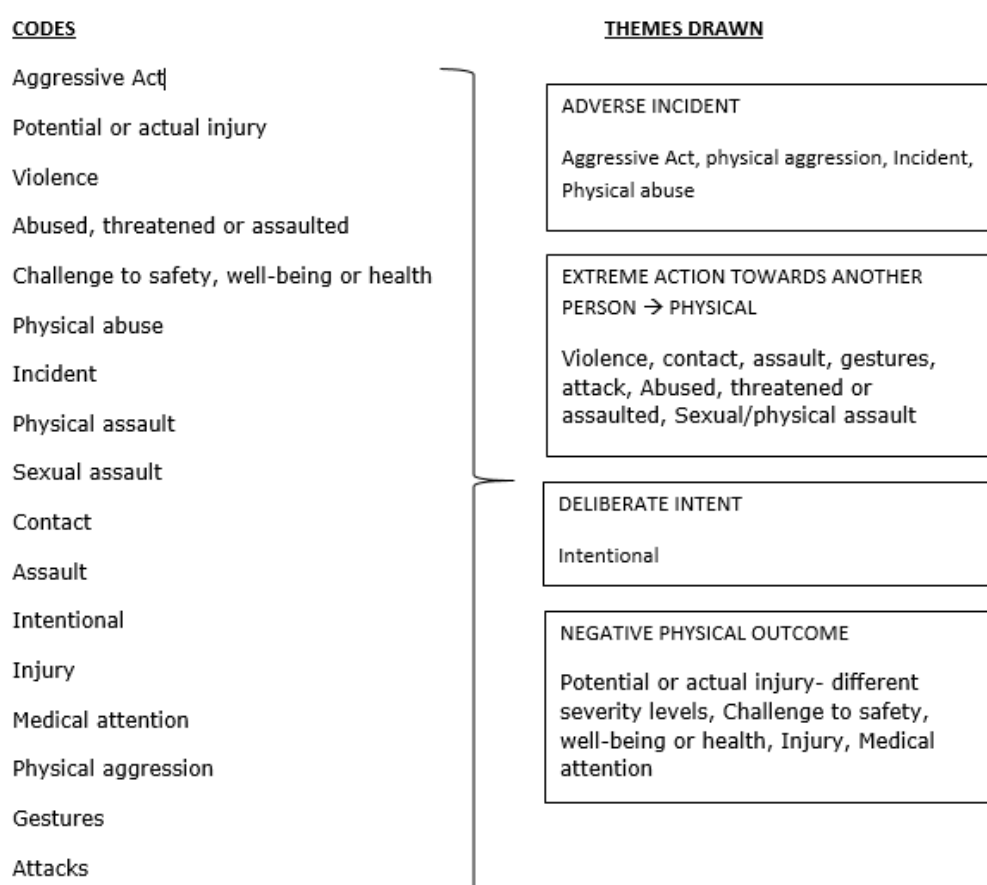 CODES
Aggressive Act
Potential or actual injury
Violence
Abused, threatened or assaulted
Challenge to safety, well-being or health
Physical abuse
Incident
Physical assault
Sexual assault
Contact
Assault
Intentional
Injury
Medical attention
Physical aggression
Gestures
Attacks
THEMES DRAWN
ADVERSE INCIDENT
Aggressive Act, physical aggression, Incident,
Physical abuse
EXTREME ACTION TOWARDS ANOTHER
PERSON → PHYSICAL
Violence, contact, assault, gestures,
attack, Abused, threatened or
assaulted, Sexual/physical assault
DELIBERATE INTENT
Intentional
NEGATIVE PHYSICAL OUTCOME
Potential or actual injury- different
severity levels, Challenge to safety,
well-being or health, Injury, Medical
attention